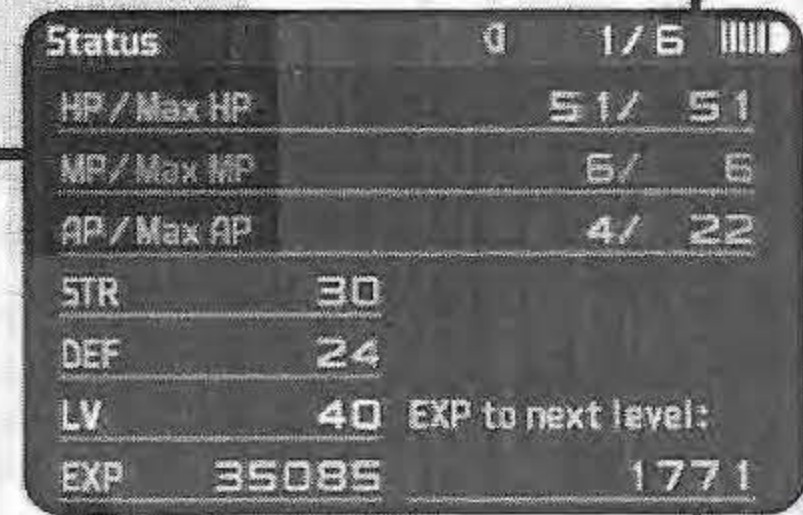 Status 1/6
HP/Max HP 51/ 51
MP/Max MP 6/ 6
AP/Max AP 4/ 22
STR 30
DEF 24
LV 40 EXP to next level:
EXP 35085 1771